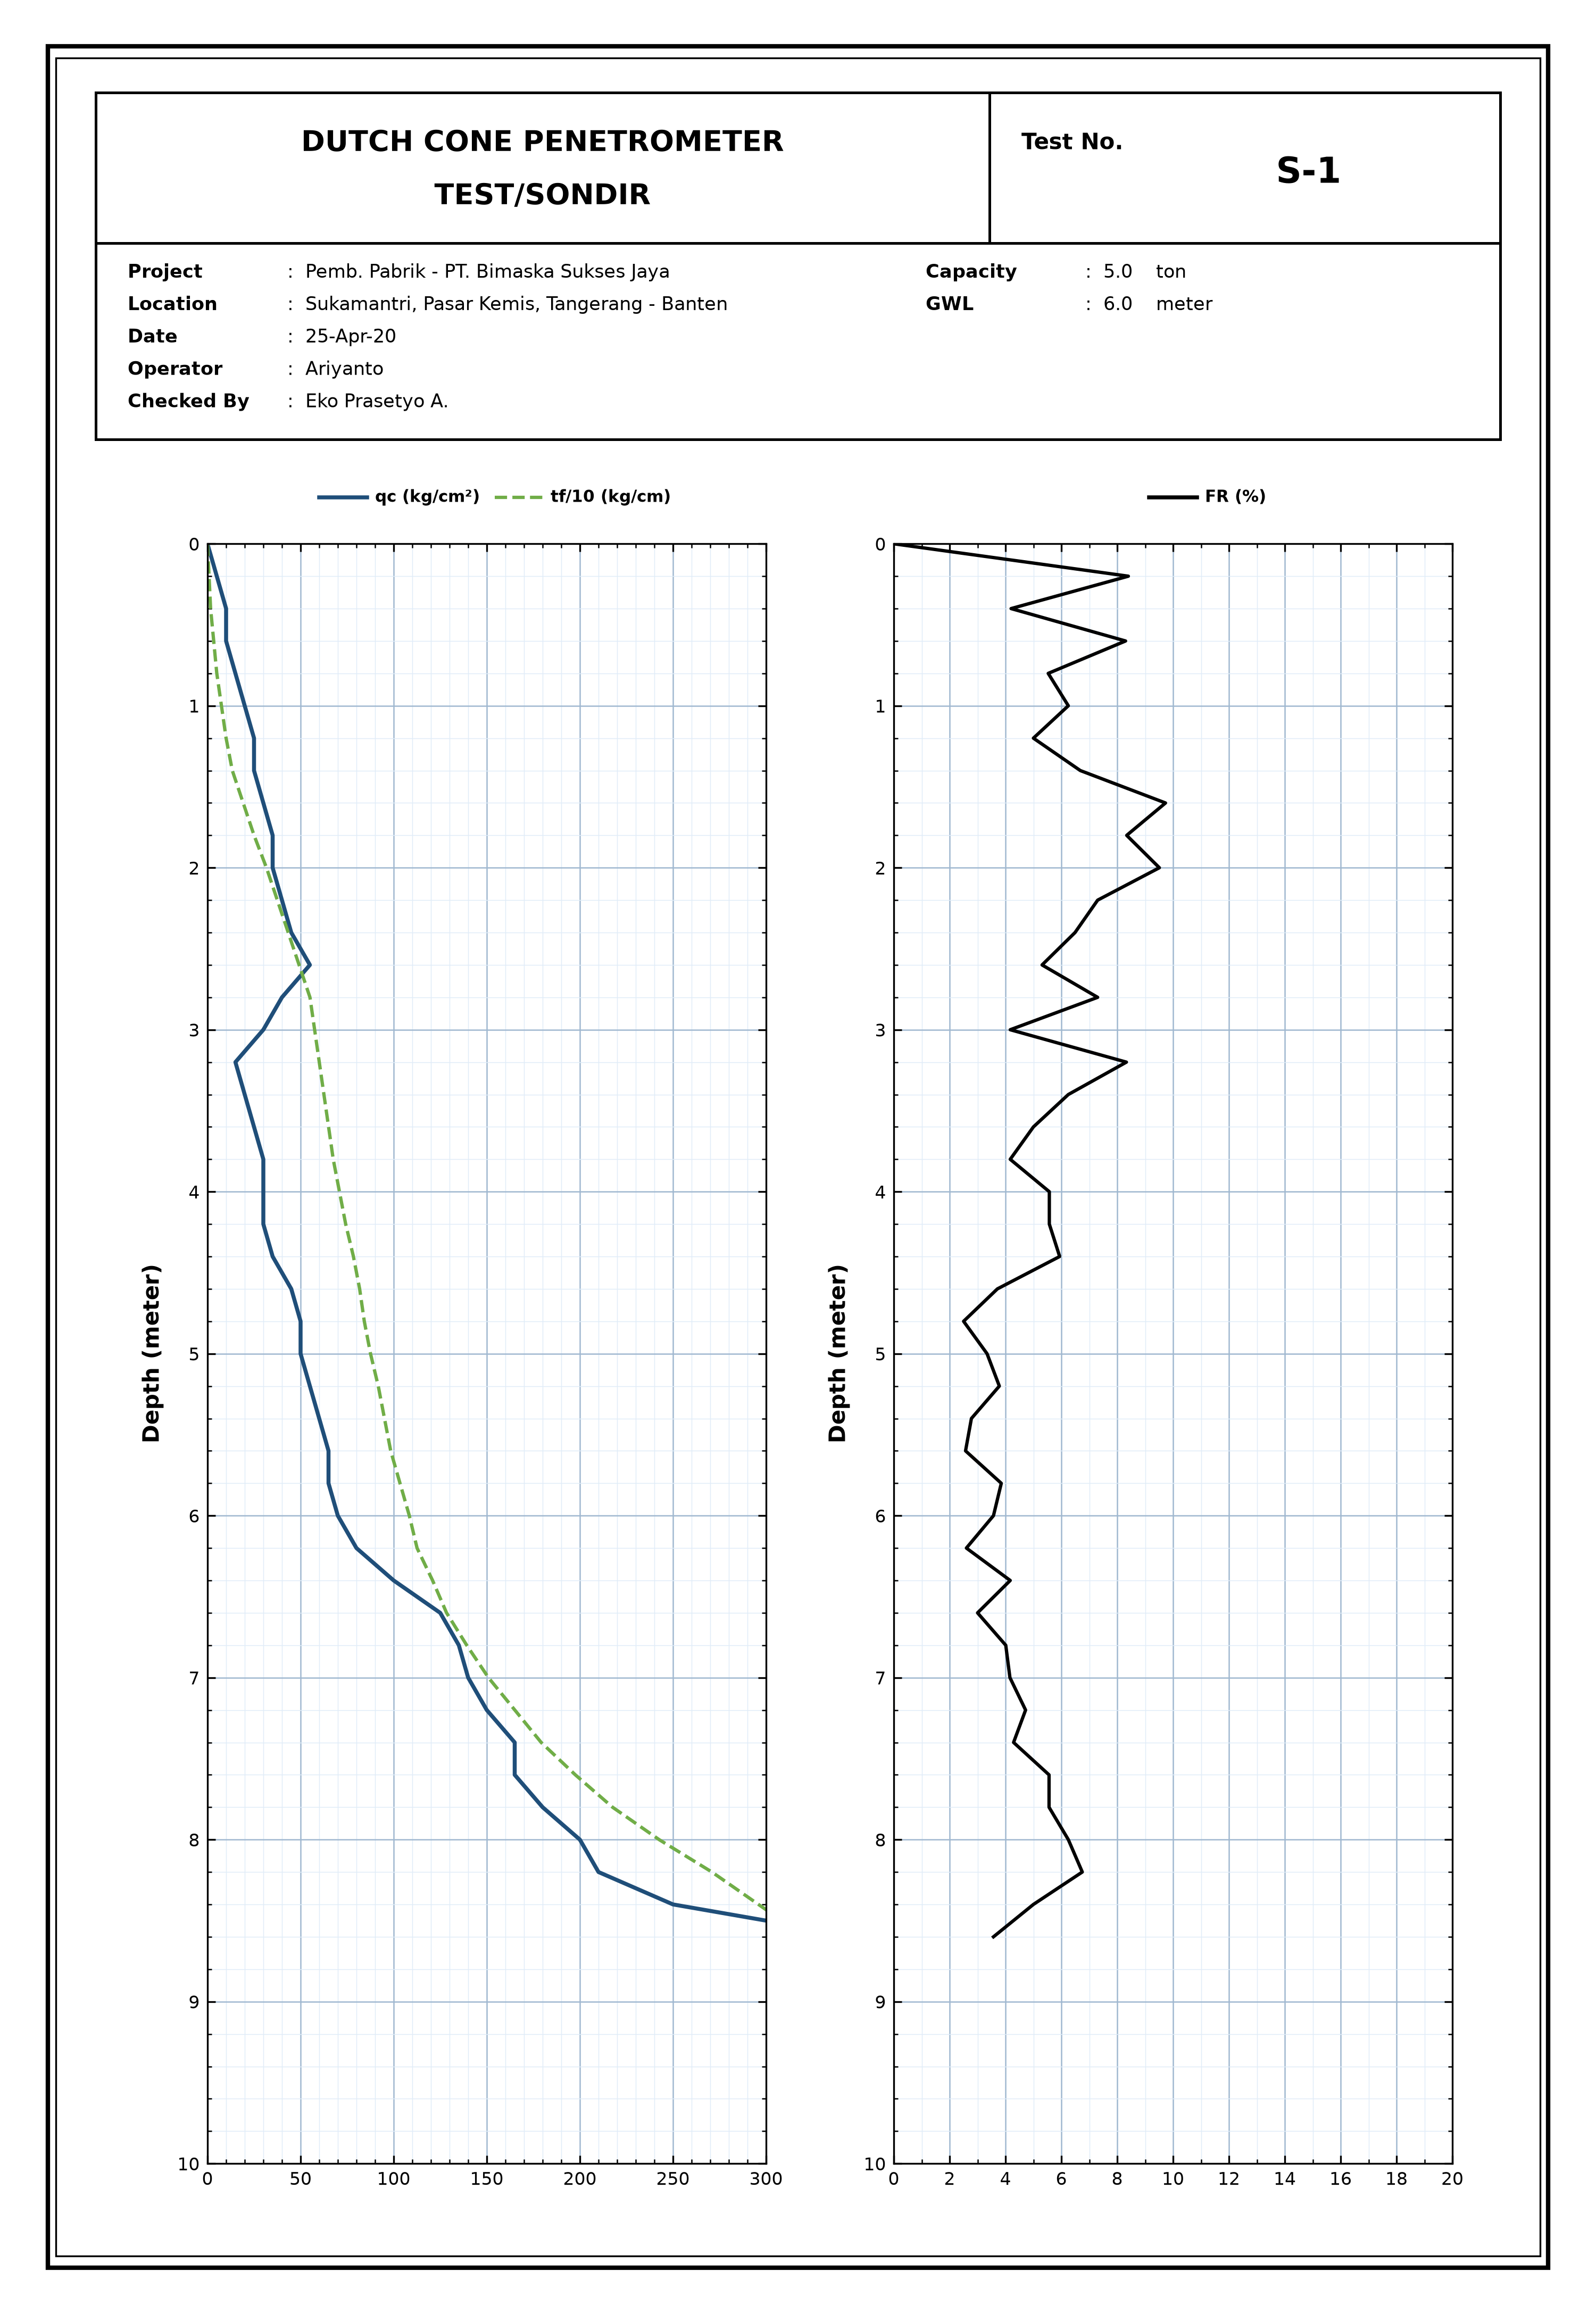 DUTCH CONE PENETROMETER
TEST/SONDIR
Test No.
S-1
Project : Pemb. Pabrik - PT. Bimaska Sukses Jaya
Capacity : 5.0 ton
Location : Sukamantri, Pasar Kemis, Tangerang - Banten
GWL : 6.0 meter
Date : 25-Apr-20
Operator : Ariyanto
Checked By : Eko Prasetyo A.
qc (kg/cm²) tf/10 (kg/cm)
Depth (meter)
0
1
2
3
4
5
6
7
8
9
10
0 50 100 150 200 250 300
FR (%)
Depth (meter)
0
1
2
3
4
5
6
7
8
9
10
0 2 4 6 8 10 12 14 16 18 20